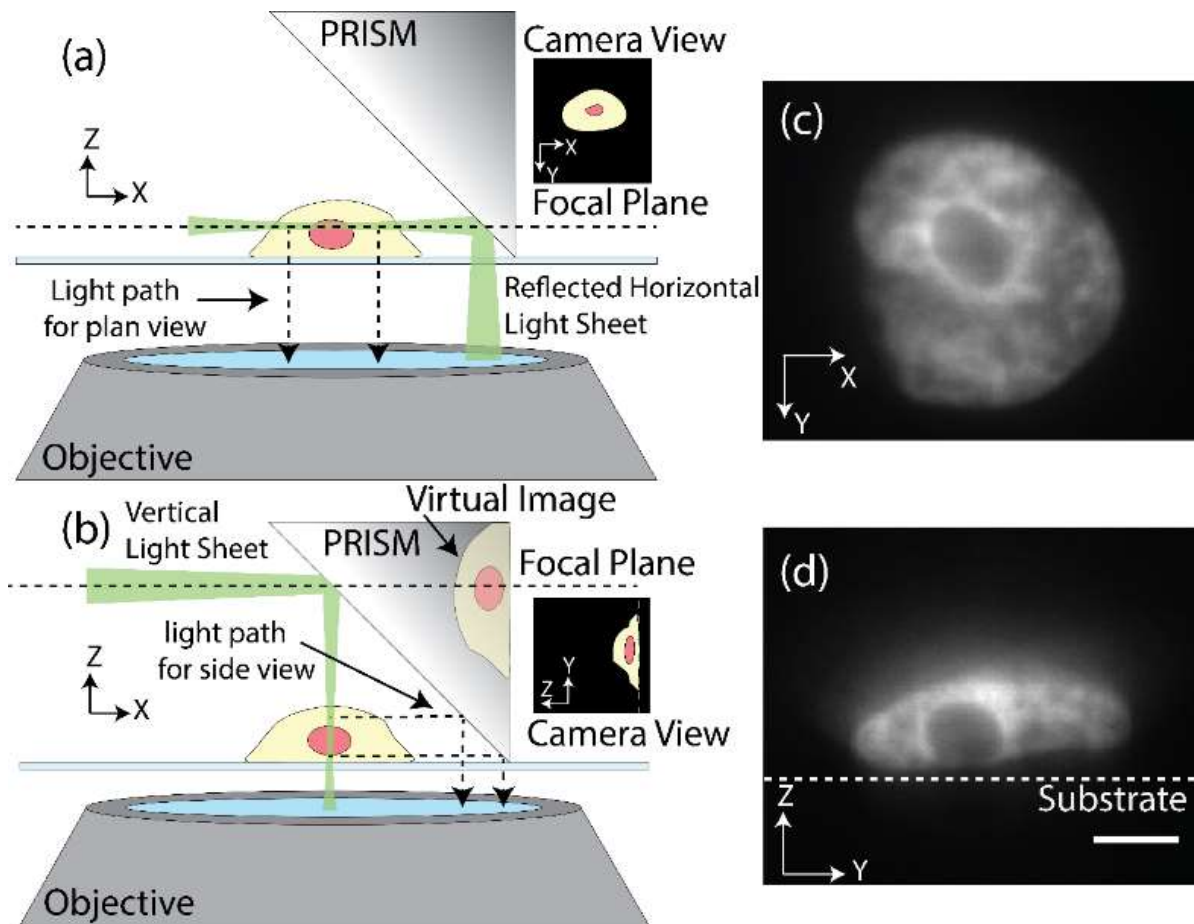 (a)
PRISM
Camera View
X
Y
Focal Plane
Z
X
Light path
for plan view
Reflected Horizontal
Light Sheet
Objective
(c)
X
Y
(b)
Vertical
Light Sheet
Virtual Image
PRISM
Focal Plane
light path
for side view
Z
X
Y
Z
Camera View
Objective
(d)
Substrate
Z
Y